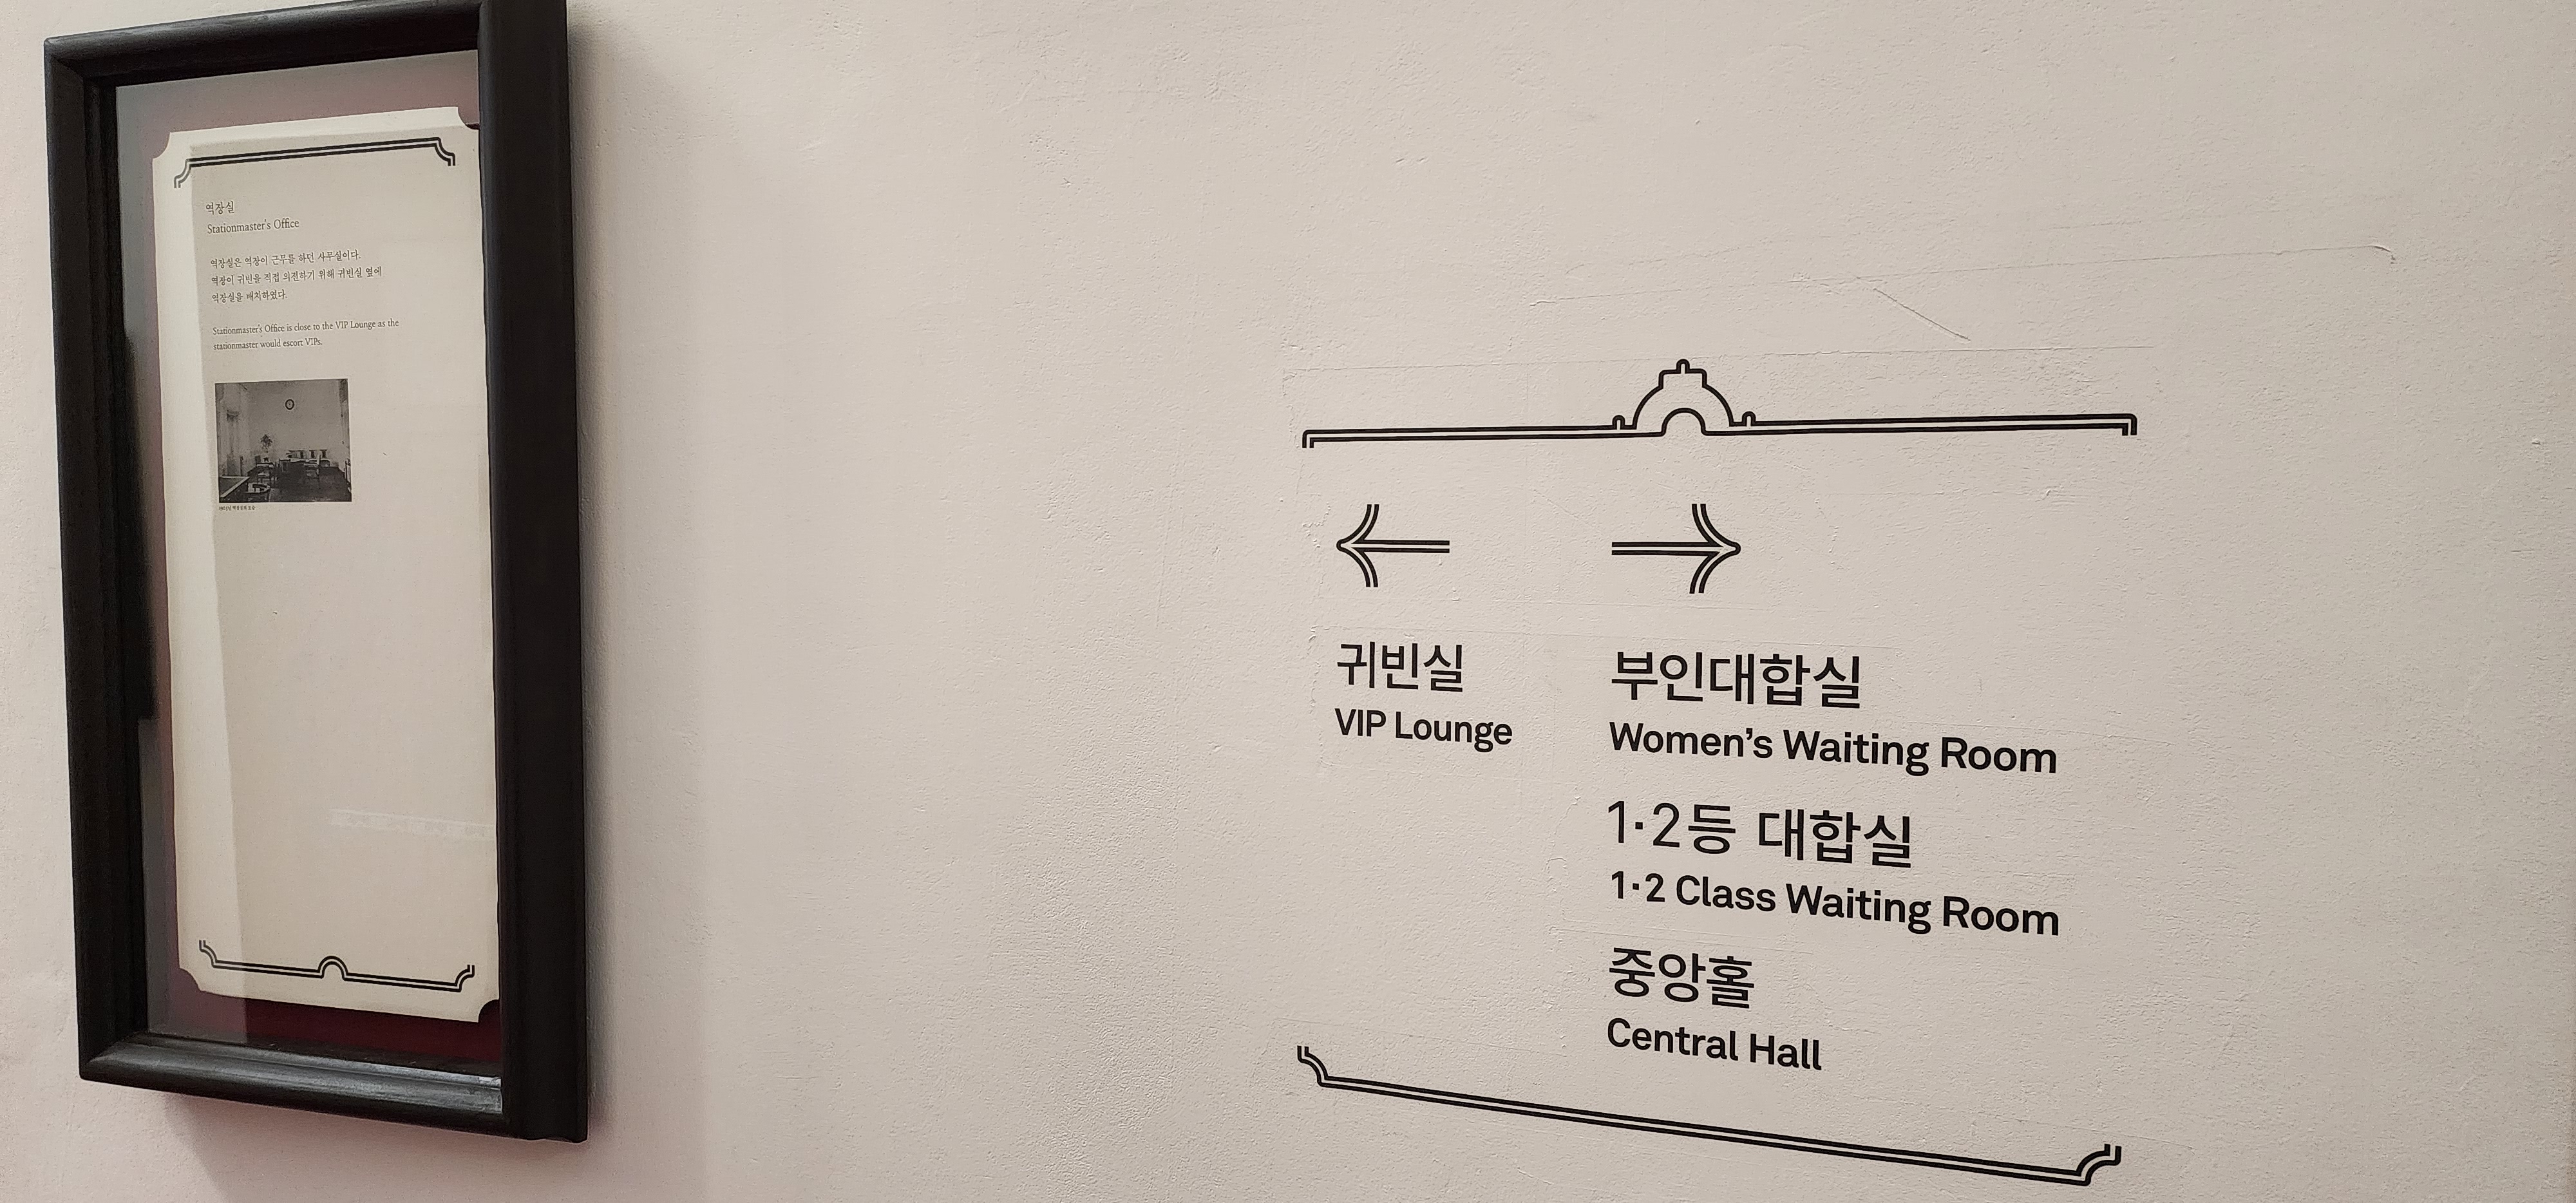 역장실
Stationmaster's Office
역장실은 역장이 근무를 하던 사무실이다.
역장이 귀빈을 직접 의전하기 위해 귀빈실 옆에
역장실을 배치하였다.
Stationmaster's Office is close to the VIP Lounge as the
stationmaster would escort VIPs.
귀빈실
VIP Lounge
부인대합실
Women's Waiting Room
1·2등 대합실
1·2 Class Waiting Room
중앙홀
Central Hall